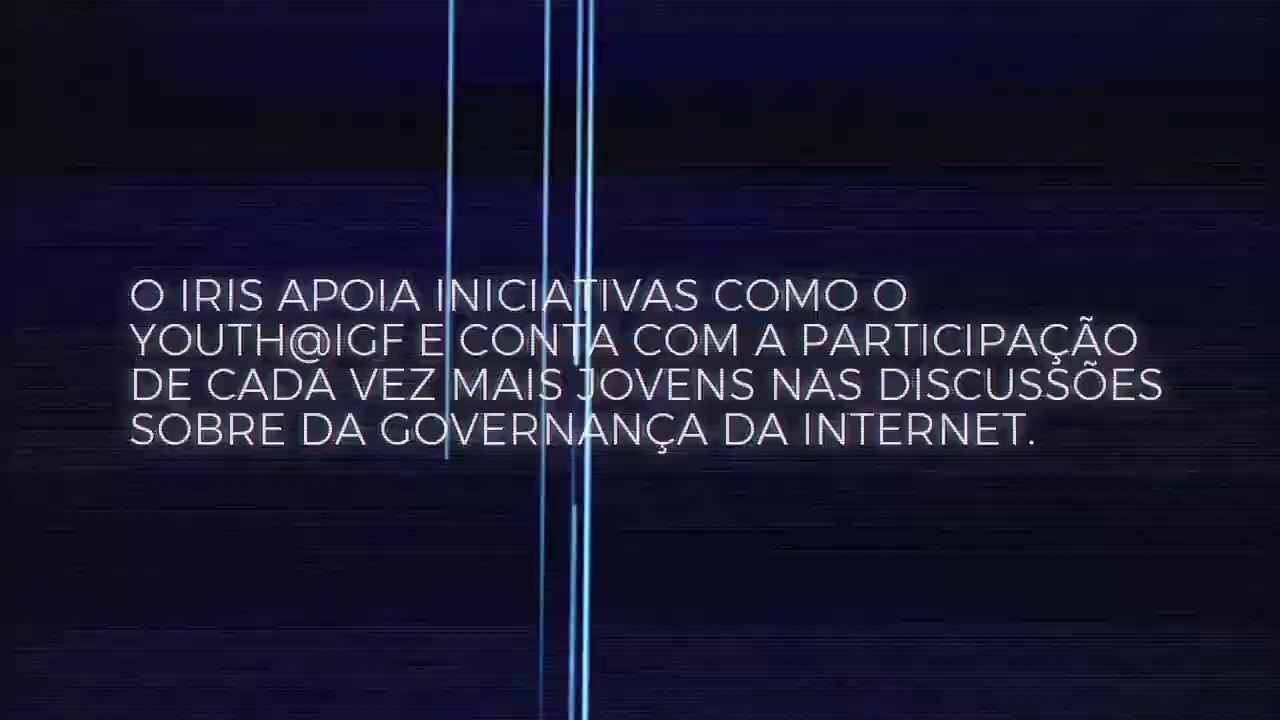 O IRIS APOIA INICIATIVAS COMO O
YOUTH@IGF E CONTA COM A PARTICIPAÇÃO
DE CADA VEZ MAIS JOVENS NAS DISCUSSÕES
SOBRE DA GOVERNANÇA DA INTERNET.